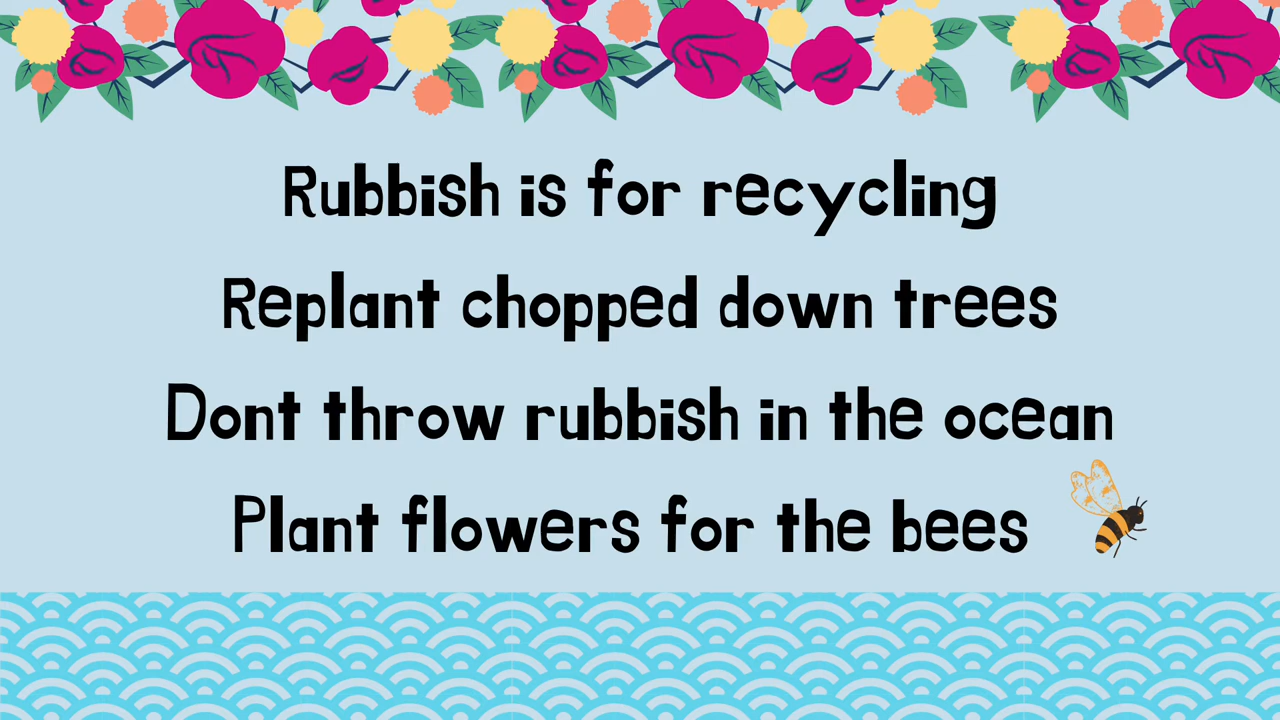 Rubbish is for recycling
Replant chopped down trees
Dont throw rubbish in the ocean
Plant flowers for the bees